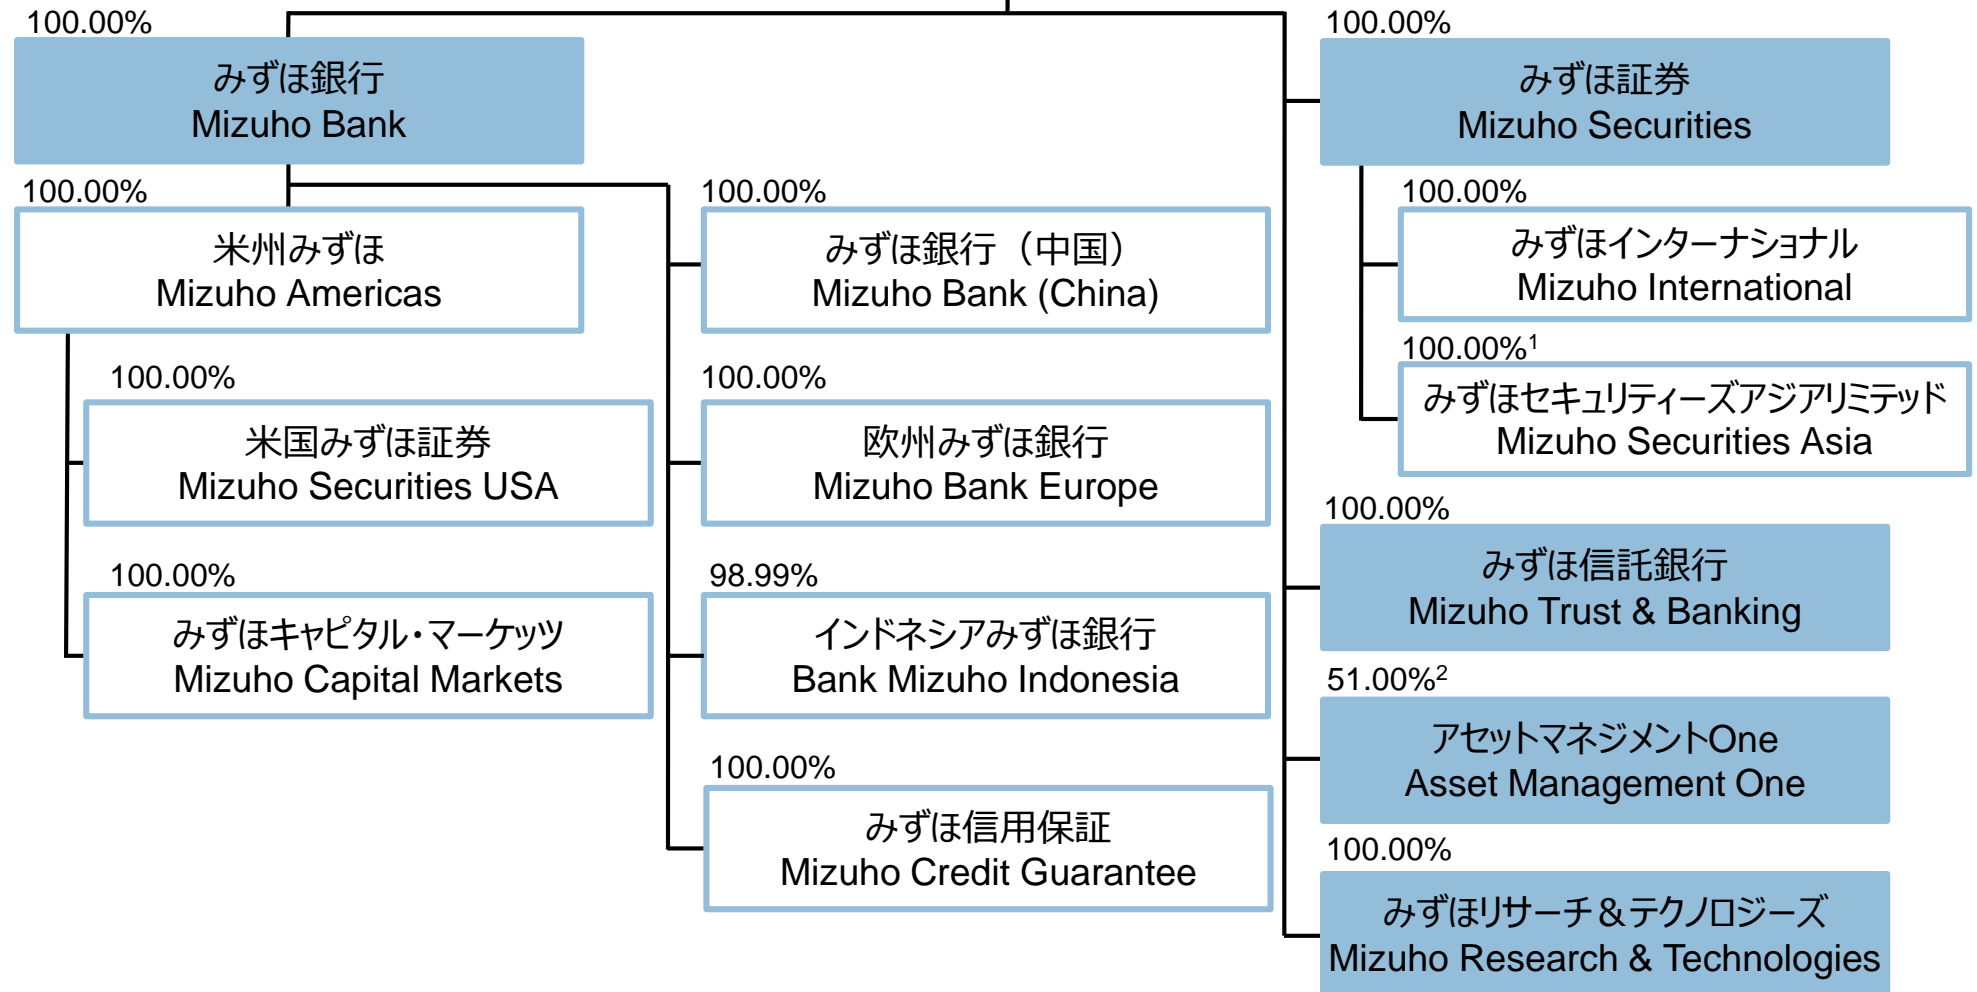 100.00%
みずほ銀行
Mizuho Bank
100.00%
米州みずほ
Mizuho Americas
100.00%
米国みずほ証券
Mizuho Securities USA
100.00%
みずほキャピタル・マーケッツ
Mizuho Capital Markets
100.00%
みずほ銀行（中国）
Mizuho Bank (China)
100.00%
欧州みずほ銀行
Mizuho Bank Europe
98.99%
インドネシアみずほ銀行
Bank Mizuho Indonesia
100.00%
みずほ信用保証
Mizuho Credit Guarantee
100.00%
みずほ証券
Mizuho Securities
100.00%
みずほインターナショナル
Mizuho International
100.00%¹
みずほセキュリティーズアジアリミテッド
Mizuho Securities Asia
100.00%
みずほ信託銀行
Mizuho Trust & Banking
51.00%²
アセットマネジメントOne
Asset Management One
100.00%
みずほリサーチ＆テクノロジーズ
Mizuho Research & Technologies